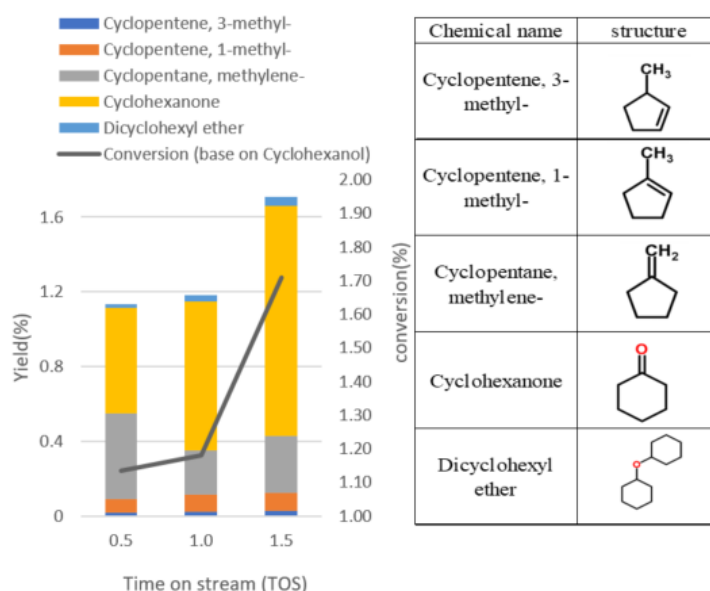 Cyclopentene, 3-methyl-
Cyclopentene, 1-methyl-
Cyclopentane, methylene-
Cyclohexanone
Dicyclohexyl ether
Conversion (base on Cyclohexanol)
2.00
1.90
1.80
1.70
1.60
1.50
1.40
1.30
1.20
1.10
1.00
conversion(%)
1.6
1.2
0.8
0.4
0
Yield(%)
0.5 1.0 1.5
Time on stream (TOS)
Chemical name structure
Cyclopentene, 3-
methyl-
CH3
Cyclopentene, 1-
methyl-
CH3
Cyclopentane,
methylene-
CH2
Cyclohexanone
O
Dicyclohexyl
ether
O